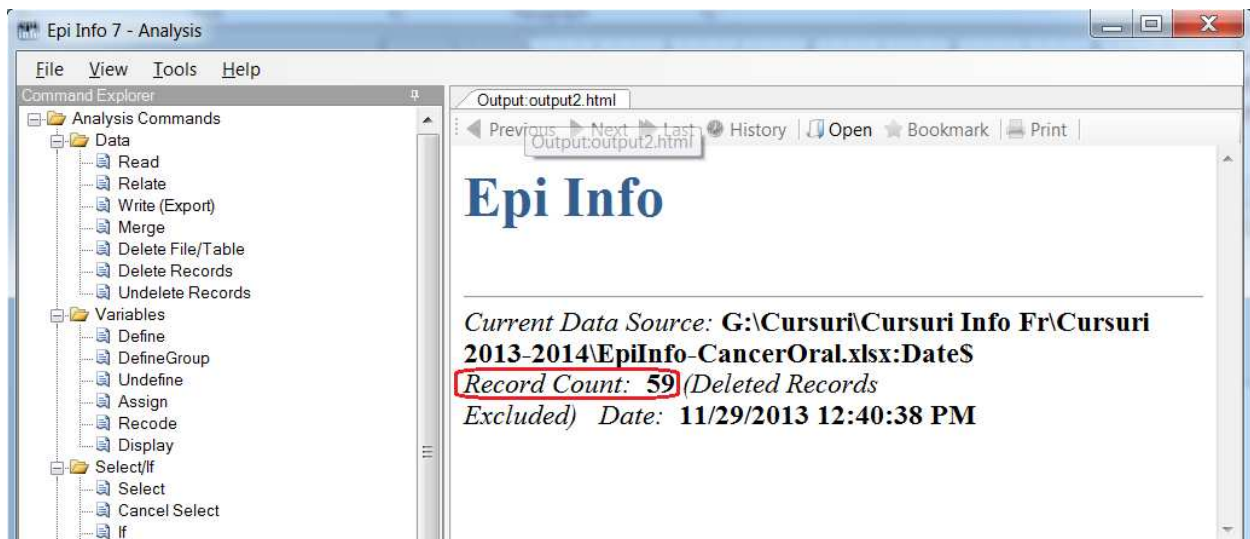 Epi Info 7 - Analysis
File View Tools Help
Command Explorer
Analysis Commands
Data
Read
Relate
Write (Export)
Merge
Delete File/Table
Delete Records
Undelete Records
Variables
Define
DefineGroup
Undefine
Assign
Recode
Display
Select/If
Select
Cancel Select
If
Output:output2.html
Previous Next Last History Open Bookmark Print
Output:output2.html
Epi Info
Current Data Source: G:\Cursuri\Cursuri Info Fr\Cursuri
2013-2014\EpiInfo-CancerOral.xlsx:Date$
Record Count: 59 (Deleted Records
Excluded) Date: 11/29/2013 12:40:38 PM